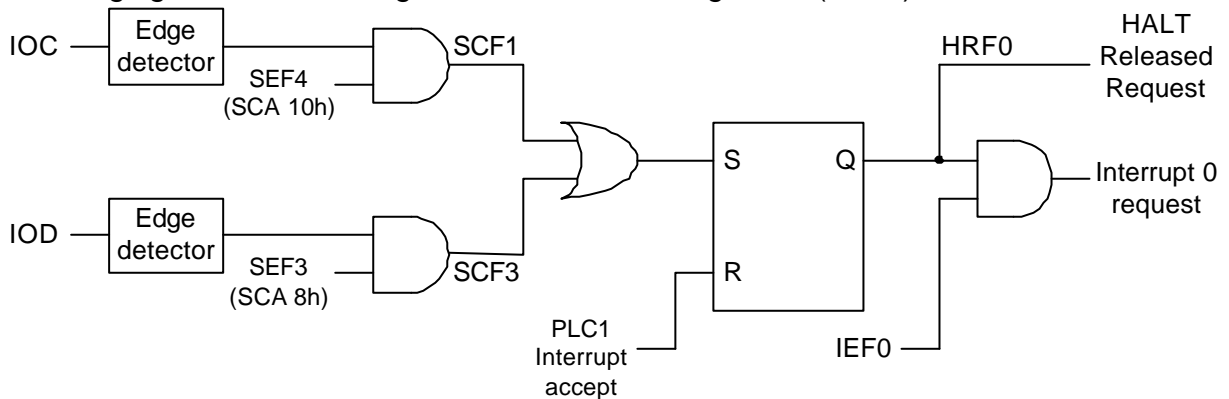 IOC
Edge
detector
SEF4
(SCA 10h)
SCF1
IOD
Edge
detector
SEF3
(SCA 8h)
SCF3
S
R
Q
PLC1
Interrupt
accept
HRF0
HALT
Released
Request
IEF0
Interrupt 0
request